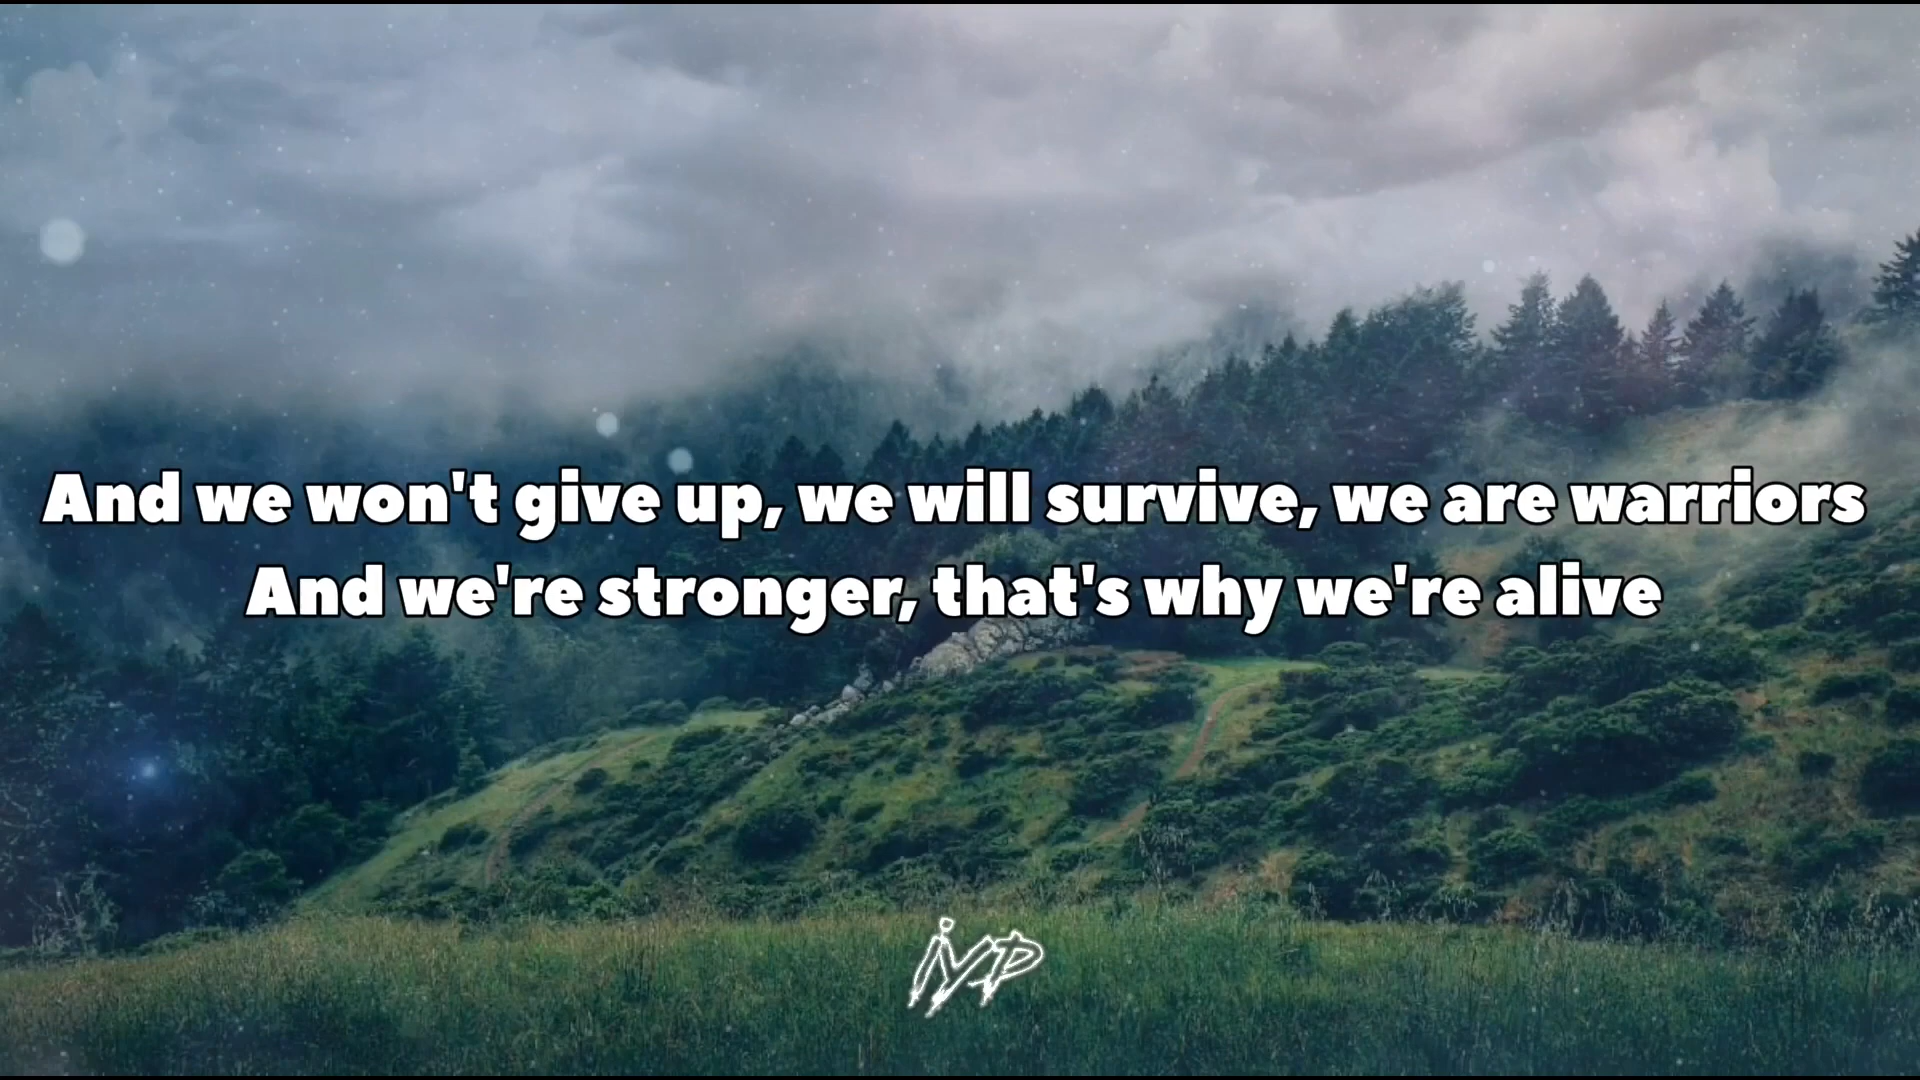 And we won't give up, we will survive, we are warriors
And we're stronger, that's why we're alive